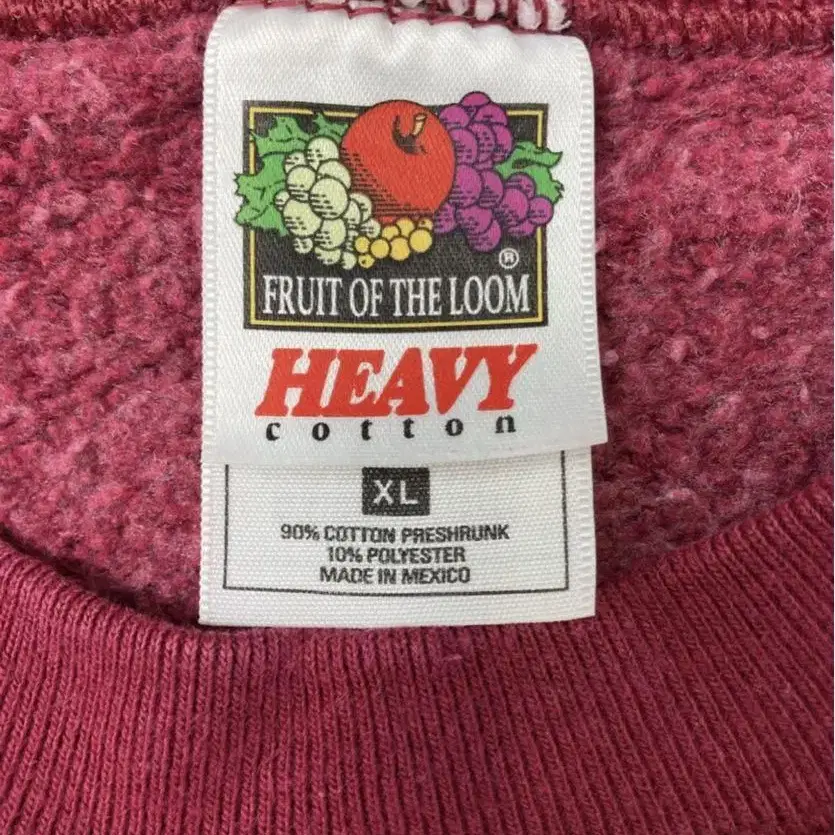 ®
FRUIT OF THE LOOM
HEAVY
cotton
XL
90% COTTON PRESHRUNK
10% POLYESTER
MADE IN MEXICO